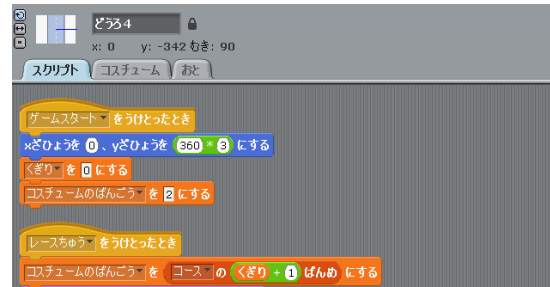 どうろ4
x: 0 y: -342 むき: 90
スクリプト コスチューム おと
ゲームスタート をうけとったとき
xざひょうを 0 、yざひょうを 360 * 3 にする
くぎり を 0 にする
コスチュームのばんごう を 2 にする
レースちゅう をうけとったとき
コスチュームのばんごう を コース の くぎり + 1 ばんめ にする